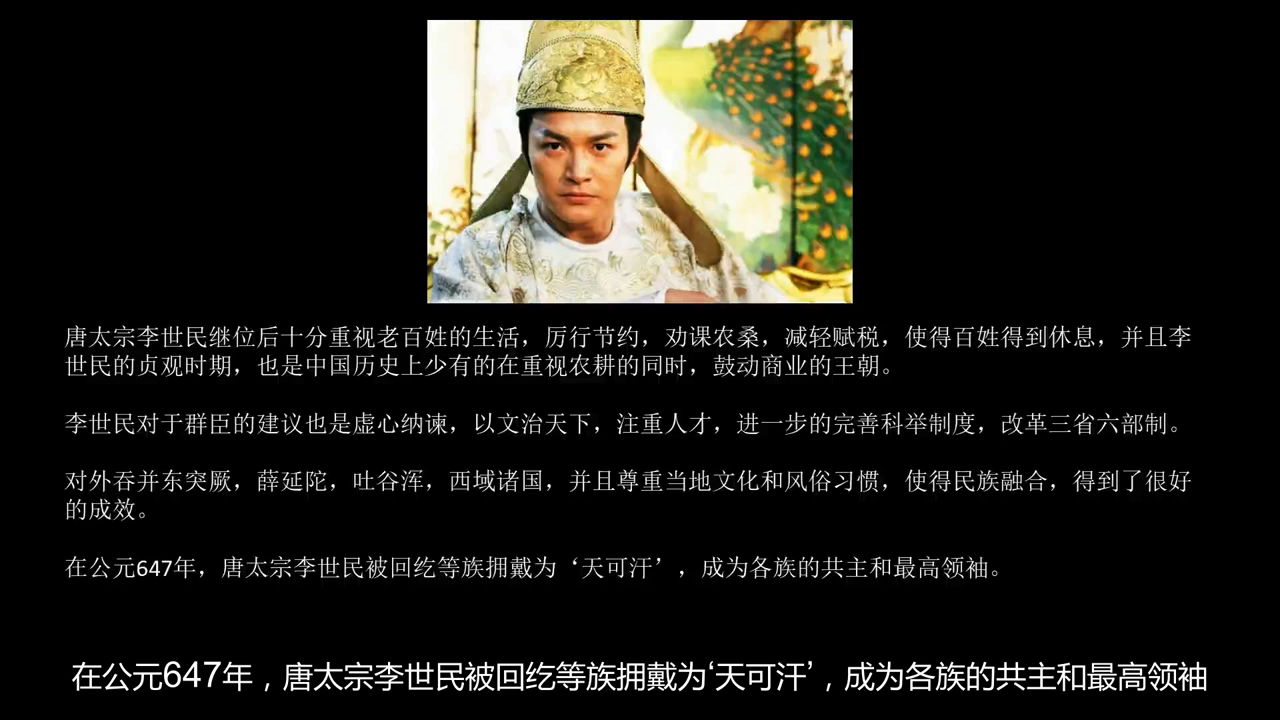 唐太宗李世民继位后十分重视老百姓的生活，厉行节约，劝课农桑，减轻赋税，使得百姓得到休息，并且李
世民的贞观时期，也是中国历史上少有的在重视农耕的同时，鼓动商业的王朝。
李世民对于群臣的建议也是虚心纳谏，以文治天下，注重人才，进一步的完善科举制度，改革三省六部制。
对外吞并东突厥，薛延陀，吐谷浑，西域诸国，并且尊重当地文化和风俗习惯，使得民族融合，得到了很好
的成效。
在公元647年，唐太宗李世民被回纥等族拥戴为‘天可汗’，成为各族的共主和最高领袖。
在公元647年，唐太宗李世民被回纥等族拥戴为‘天可汗’，成为各族的共主和最高领袖